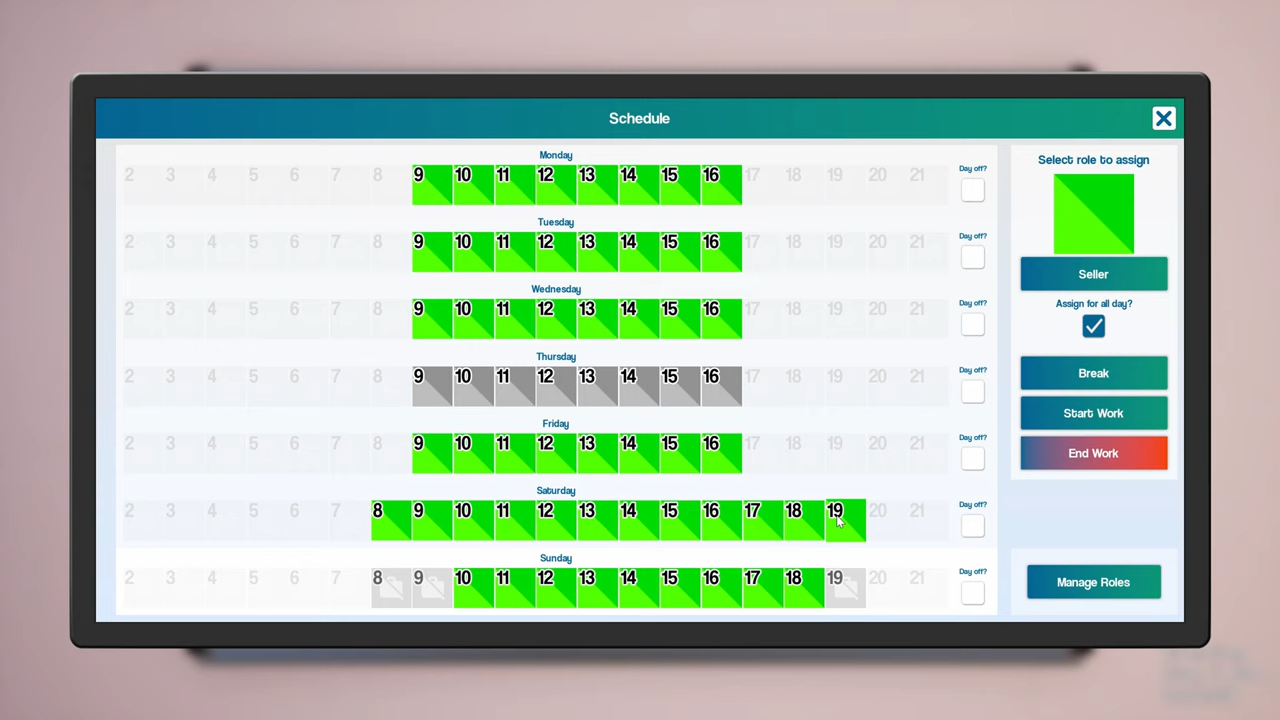 Schedule
Monday
2 3 4 5 6 7 8 9 10 11 12 13 14 15 16 17 18 19 20 21
Day off?
Tuesday
2 3 4 5 6 7 8 9 10 11 12 13 14 15 16 17 18 19 20 21
Day off?
Wednesday
2 3 4 5 6 7 8 9 10 11 12 13 14 15 16 17 18 19 20 21
Day off?
Thursday
2 3 4 5 6 7 8 9 10 11 12 13 14 15 16 17 18 19 20 21
Day off?
Friday
2 3 4 5 6 7 8 9 10 11 12 13 14 15 16 17 18 19 20 21
Day off?
Saturday
2 3 4 5 6 7 8 9 10 11 12 13 14 15 16 17 18 19 20 21
Day off?
Sunday
2 3 4 5 6 7 8 9 10 11 12 13 14 15 16 17 18 19 20 21
Day off?
Select role to assign
Seller
Assign for all day?
Break
Start Work
End Work
Manage Roles